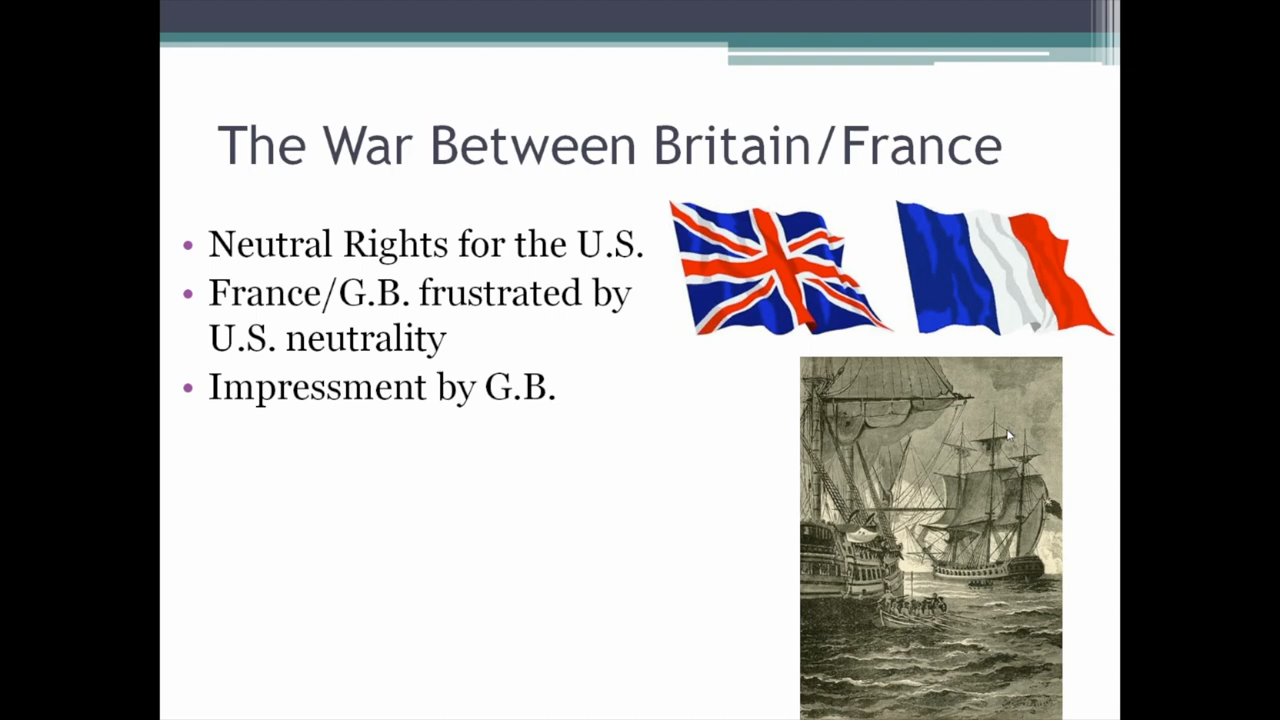 The War Between Britain/France
• Neutral Rights for the U.S.
• France/G.B. frustrated by
U.S. neutrality
• Impressment by G.B.